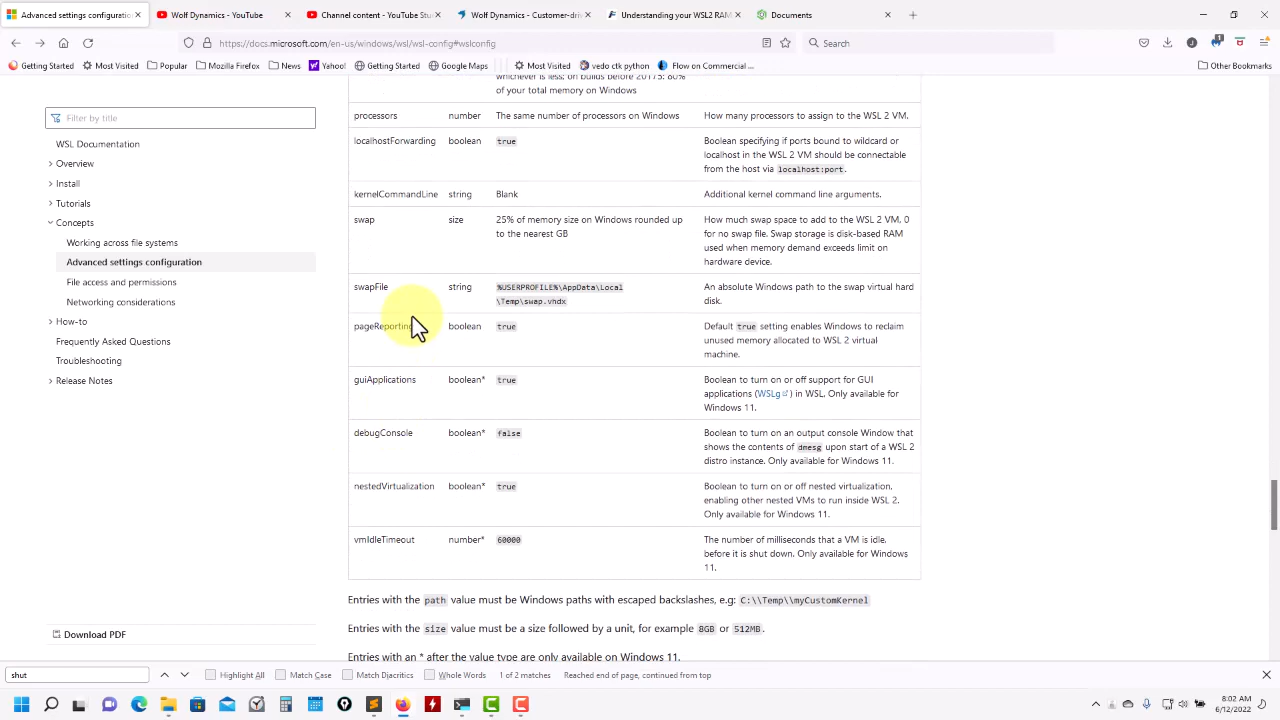 Advanced settings configuration
Wolf Dynamics - YouTube
Channel content - YouTube Stu
Wolf Dynamics - Customer-driv
Understanding your WSL RAM
Documents
https://docs.microsoft.com/en-us/windows/wsl/wsl-config#wslconfig
Search
Getting Started
Most Visited
Popular
Mozilla Firefox
News
Yahoo!
Getting Started
Google Maps
Most Visited
vedo ctk python
Flow on Commercial ...
Other Bookmarks
Filter by title
WSL Documentation
Overview
Install
Tutorials
Concepts
Working across file systems
Advanced settings configuration
File access and permissions
Networking considerations
How-to
Frequently Asked Questions
Troubleshooting
Release Notes
Download PDF
whichever is less; on builds before 20175: 80%
of your total memory on Windows
processors number The same number of processors on Windows How many processors to assign to the WSL 2 VM.
localhostForwarding boolean true Boolean specifying if ports bound to wildcard or
localhost in the WSL 2 VM should be connectable
from the host via localhost:port.
kernelCommandLine string Blank Additional kernel command line arguments.
swap size 25% of memory size on Windows rounded up
to the nearest GB
How much swap space to add to the WSL 2 VM, 0
for no swap file. Swap storage is disk-based RAM
used when memory demand exceeds limit on
hardware device.
swapFile string %USERPROFILE%\AppData\Local
\Temp\swap.vhdx
An absolute Windows path to the swap virtual hard
disk.
pageReporting boolean true Default true setting enables Windows to reclaim
unused memory allocated to WSL 2 virtual
machine.
guiApplications boolean* true Boolean to turn on or off support for GUI
applications (WSLg) in WSL. Only available for
Windows 11.
debugConsole boolean* false Boolean to turn on an output console Window that
shows the contents of dmesg upon start of a WSL 2
distro instance. Only available for Windows 11.
nestedVirtualization boolean* true Boolean to turn on or off nested virtualization,
enabling other nested VMs to run inside WSL 2.
Only available for Windows 11.
vmIdleTimeout number* 60000 The number of milliseconds that a VM is idle,
before it is shut down. Only available for Windows
11.
Entries with the path value must be Windows paths with escaped backslashes, e.g: C:\\Temp\\myCustomKernel
Entries with the size value must be a size followed by a unit, for example 8GB or 512MB.
Entries with an * after the value type are only available on Windows 11.
shut
Highlight All
Match Case
Match Diacritics
Whole Words
1 of 2 matches
Reached end of page, continued from top
8:02 AM
6/12/2022